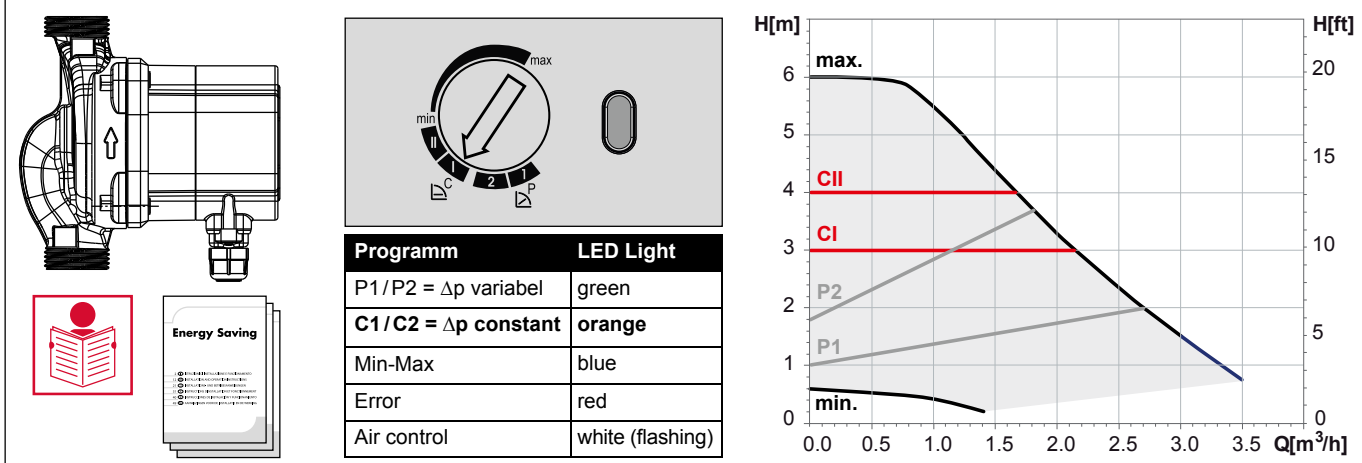 Energy Saving
max
min
II
I
2
1
C
P
Programm LED Light
P1/P2 = Δp variabel green
C1/C2 = Δp constant orange
Min-Max blue
Error red
Air control white (flashing)
H[m]
H[ft]
max.
6
5
4
3
2
1
0
CII
CI
P2
P1
min.
20
15
10
5
0
0.0 0.5 1.0 1.5 2.0 2.5 3.0 3.5 Q[m³/h]